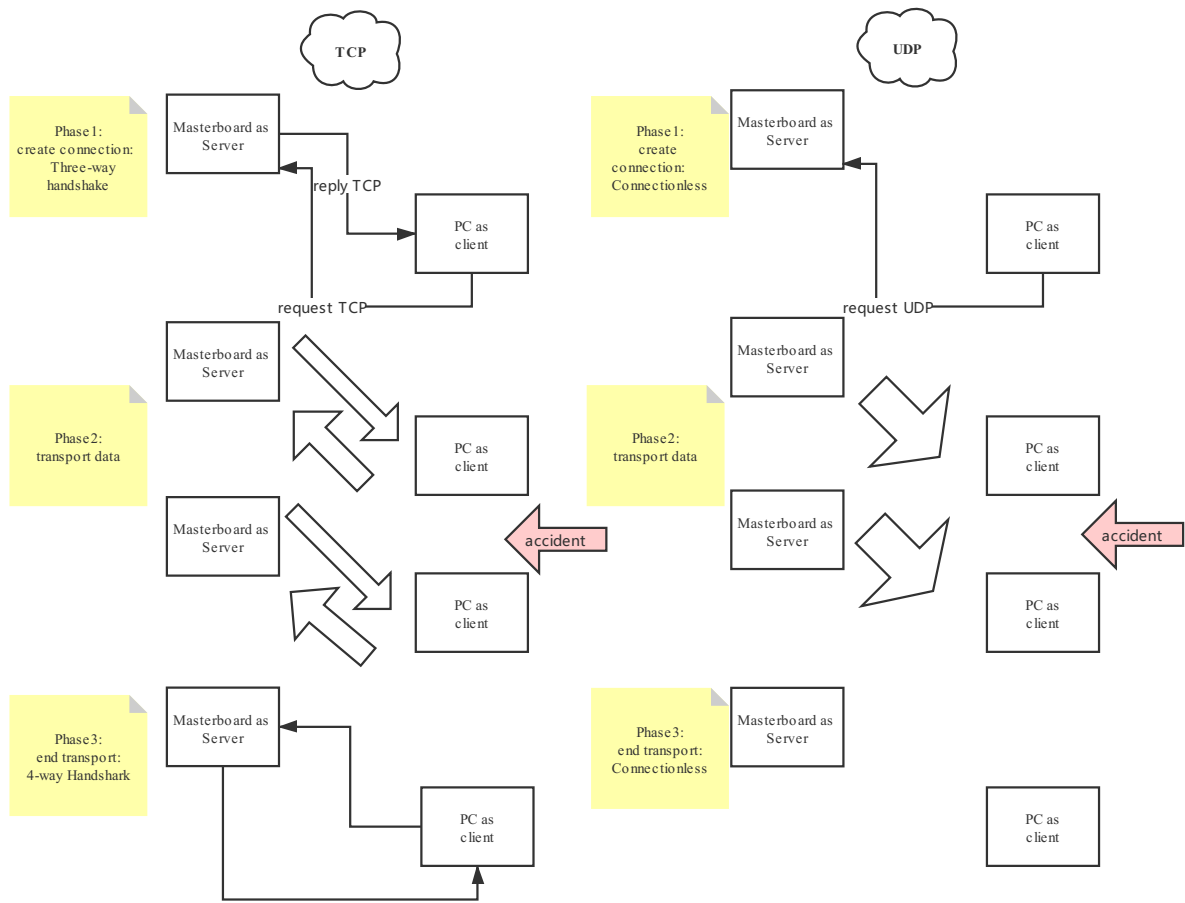 TCP
UDP
Phase1:
create connection:
Three-way
handshake
Masterboard as
Server
reply TCP
PC as
client
request TCP
Phase1:
create
connection:
Connectionless
Masterboard as
Server
PC as
client
request UDP
Masterboard as
Server
Phase2:
transport data
PC as
client
Masterboard as
Server
accident
PC as
client
Masterboard as
Server
Phase2:
transport data
PC as
client
Masterboard as
Server
accident
PC as
client
Phase3:
end transport:
4-way Handshark
Masterboard as
Server
PC as
client
Phase3:
end transport:
Connectionless
Masterboard as
Server
PC as
client